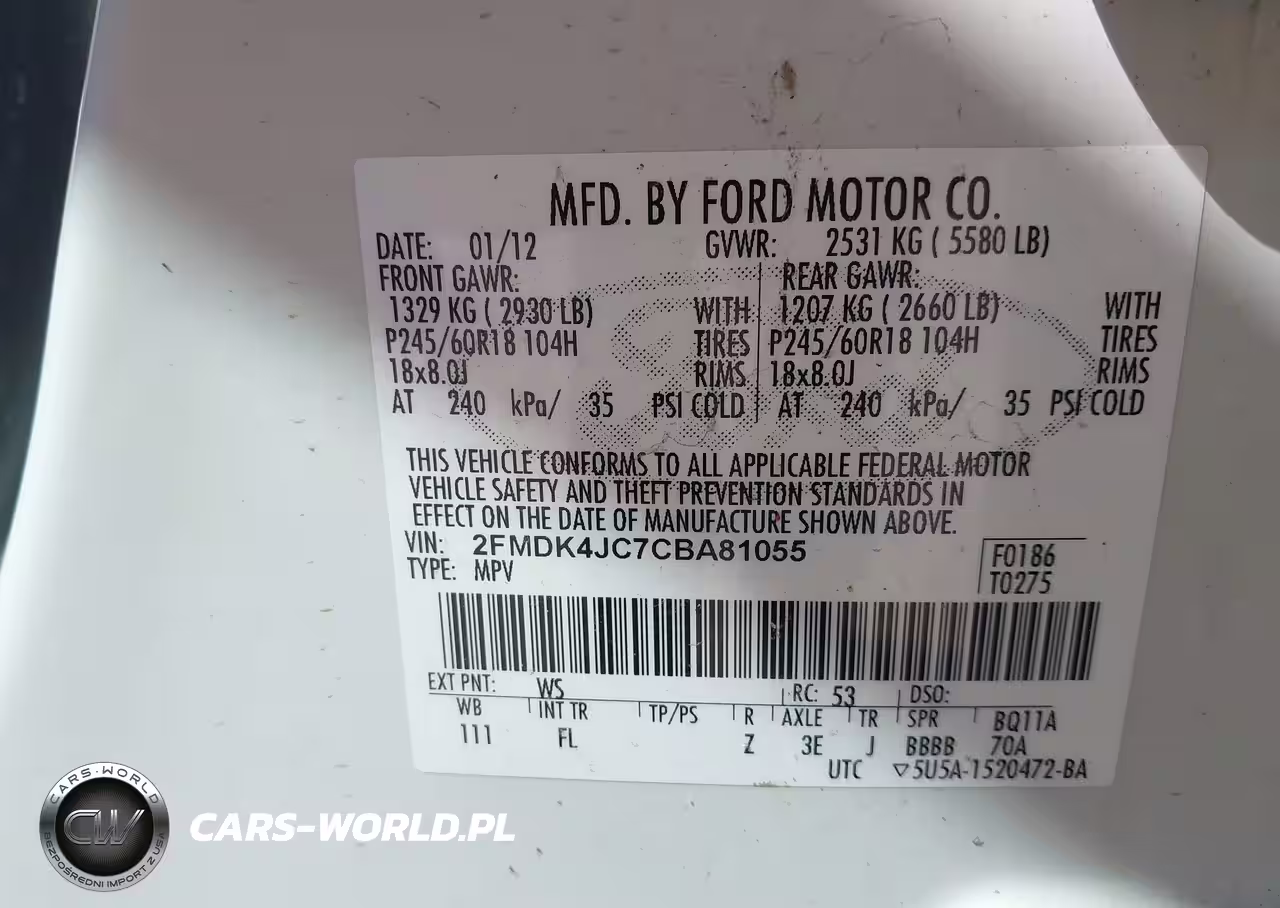 MFD. BY FORD MOTOR CO.
DATE: 01/12 GVWR: 2531 KG ( 5580 LB)
FRONT GAWR: REAR GAWR:
1329 KG ( 2930 LB) WITH 1207 KG ( 2660 LB) WITH
P245/60R18 104H TIRES P245/60R18 104H TIRES
18x8.0J RIMS 18x8.0J RIMS
AT 240 kPa/ 35 PSI COLD AT 240 kPa/ 35 PSI COLD
THIS VEHICLE CONFORMS TO ALL APPLICABLE FEDERAL MOTOR
VEHICLE SAFETY AND THEFT PREVENTION STANDARDS IN
EFFECT ON THE DATE OF MANUFACTURE SHOWN ABOVE.
VIN: 2FMDK4JC7CBA81055 F0186
TYPE: MPV T0275
EXT PNT: WS RC: 53 DSO:
WB INT TR TP/PS R AXLE TR SPR BQ11A
111 FL Z 3E J BBBB 70A
UTC ▽5U5A-1520472-BA
CARS-WORLD
CW
BEZPOŚREDNI IMPORT Z USA
CARS-WORLD.PL